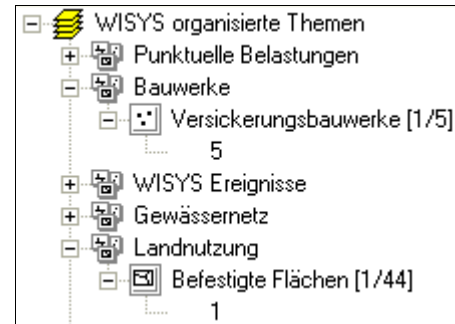 WISYS organisierte Themen
Punktuelle Belastungen
Bauwerke
Versickerungsbauwerke [1/5]
5
WISYS Ereignisse
Gewässernetz
Landnutzung
Befestigte Flächen [1/44]
1